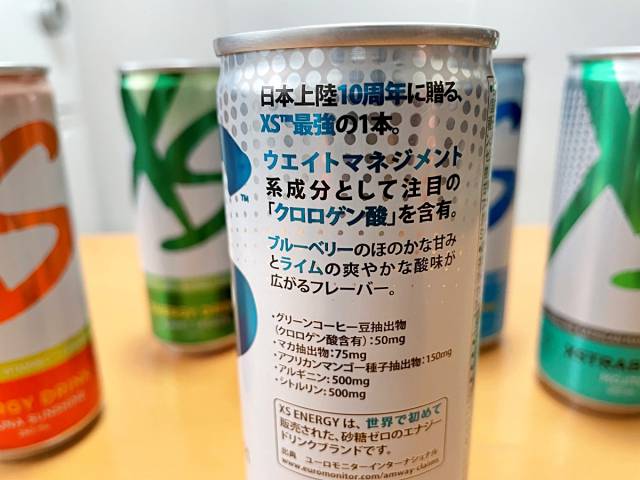 日本上陸10周年に贈る、
XS™最強の1本。
ウエイトマネジメント
系成分として注目の
「クロロゲン酸」を含有。
ブルーベリーのほのかな甘み
とライムの爽やかな酸味が
広がるフレーバー。
・グリーンコーヒー豆抽出物
(クロロゲン酸含有):50mg
・マカ抽出物:75mg
・アフリカンマンゴー種子抽出物:150mg
・アルギニン:500mg
・シトルリン:500mg
XS ENERGY は、世界で初めて
販売された、砂糖ゼロのエナジー
ドリンクブランドです。
出典 ユーロモニターインターナショナル
www.euromonitor.com/amway-claims
XS
TM